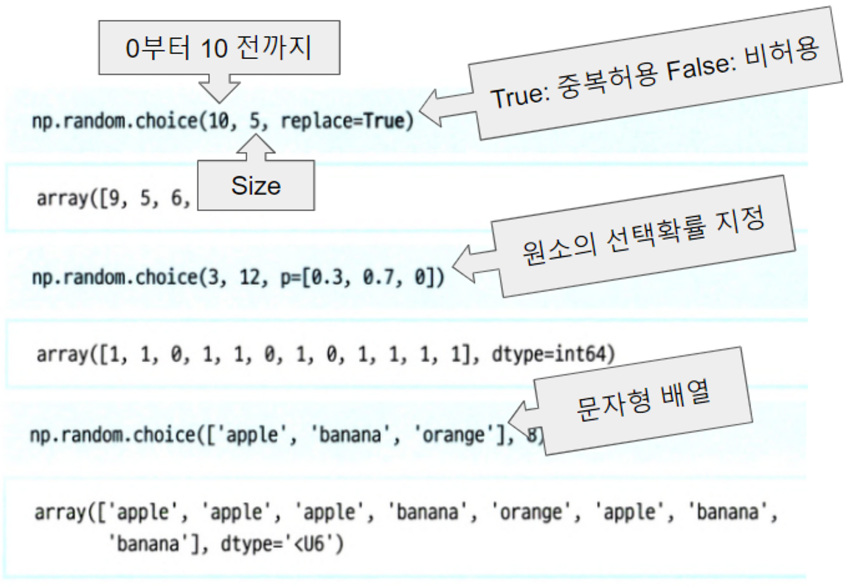 0부터 10 전까지
True: 중복허용 False: 비허용
np.random.choice(10, 5, replace=True)
Size
array([9, 5, 6,
원소의 선택확률 지정
np.random.choice(3, 12, p=[0.3, 0.7, 0])
array([1, 1, 0, 1, 1, 0, 1, 0, 1, 1, 1, 1], dtype=int64)
문자형 배열
np.random.choice(['apple', 'banana', 'orange'], 8)
array(['apple', 'apple', 'apple', 'banana', 'orange', 'apple', 'banana',
'banana'], dtype='<U6')